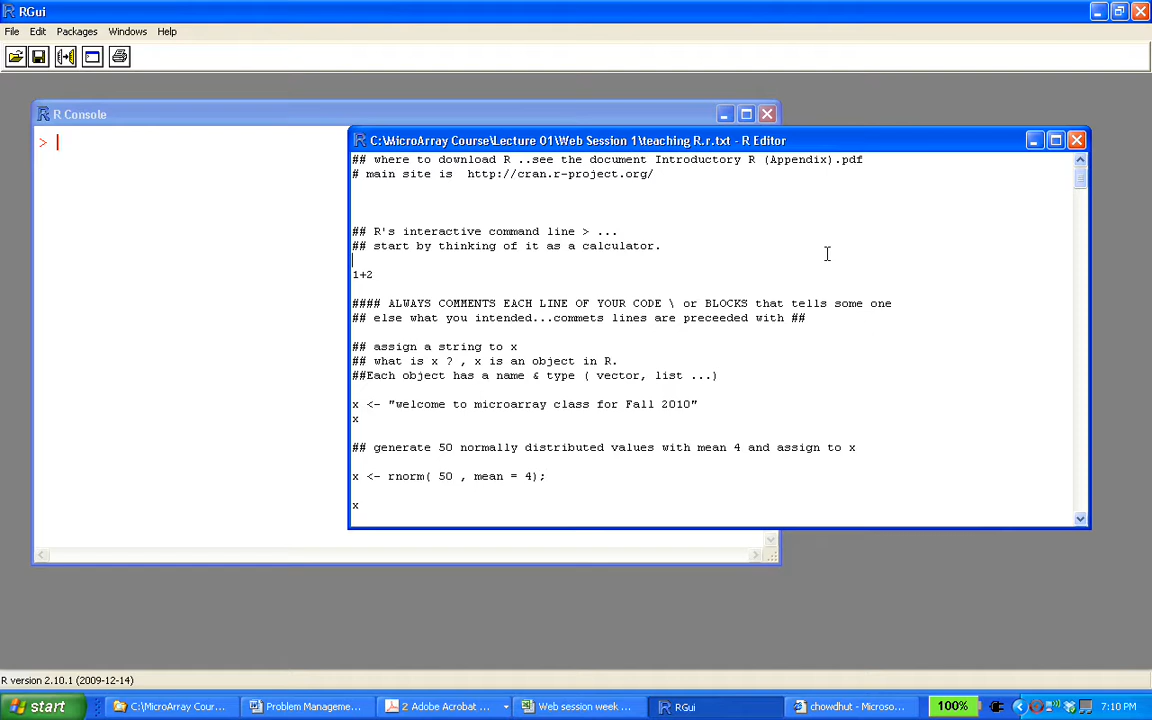 RGui
File Edit Packages Windows Help
R Console
>
C:\MicroArray Course\Lecture 01\Web Session 1\teaching R.r.txt - R Editor
## where to download R ..see the document Introductory R (Appendix).pdf
# main site is  http://cran.r-project.org/
## R's interactive command line > ...
## start by thinking of it as a calculator.
1+2
#### ALWAYS COMMENTS EACH LINE OF YOUR CODE \ or BLOCKS that tells some one
## else what you intended...commets lines are preceeded with ##
## assign a string to x
## what is x ? , x is an object in R.
##Each object has a name & type ( vector, list ...)
x <- "welcome to microarray class for Fall 2010"
x
## generate 50 normally distributed values with mean 4 and assign to x
x <- rnorm( 50 , mean = 4);
x
R version 2.10.1 (2009-12-14)
start C:\MicroArray Cour... Problem Manageme... 2 Adobe Acrobat ... Web session week ... RGui chowdhut - Microso... 100% 7:10 PM